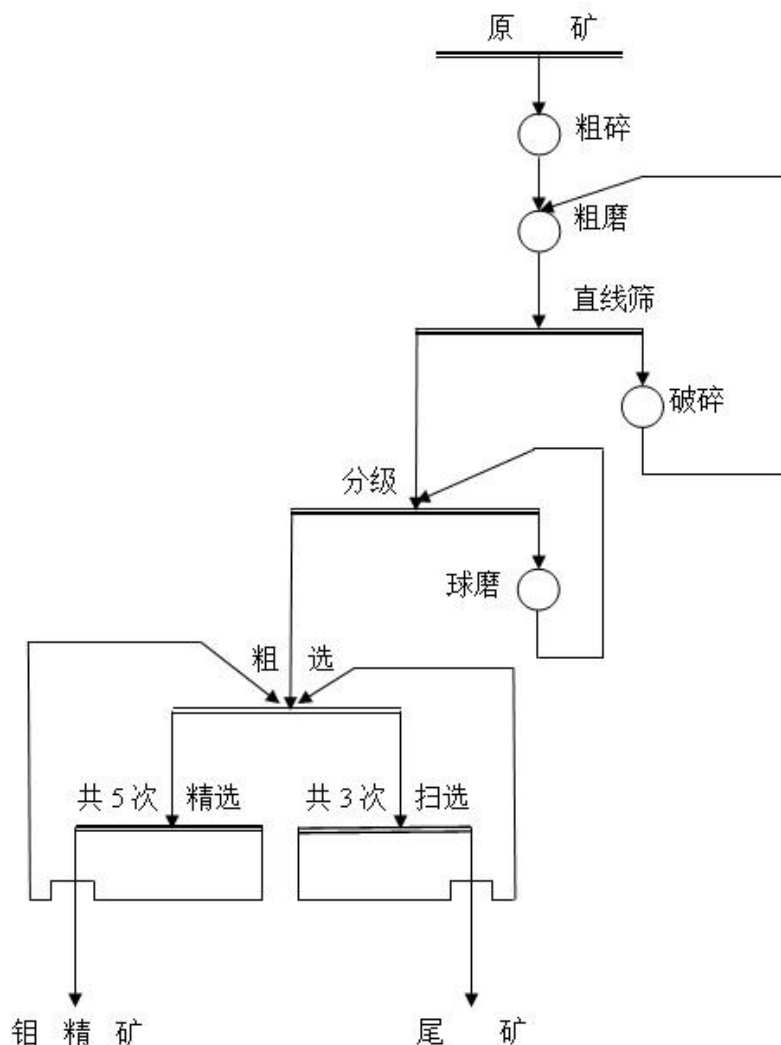 原 矿
粗碎
粗磨
直线筛
破碎
分级
球磨
粗 选
共5次 精选 共3次 扫选
钼 精 矿 尾 矿